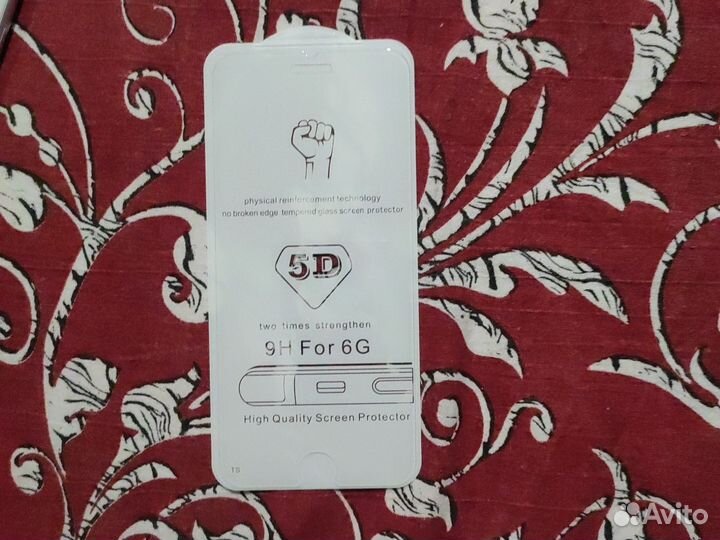 physical reinforcement technology
no broken edge tempered glass screen protector
5D
two times strengthen
9H For 6G
High Quality Screen Protector
1S
Avito